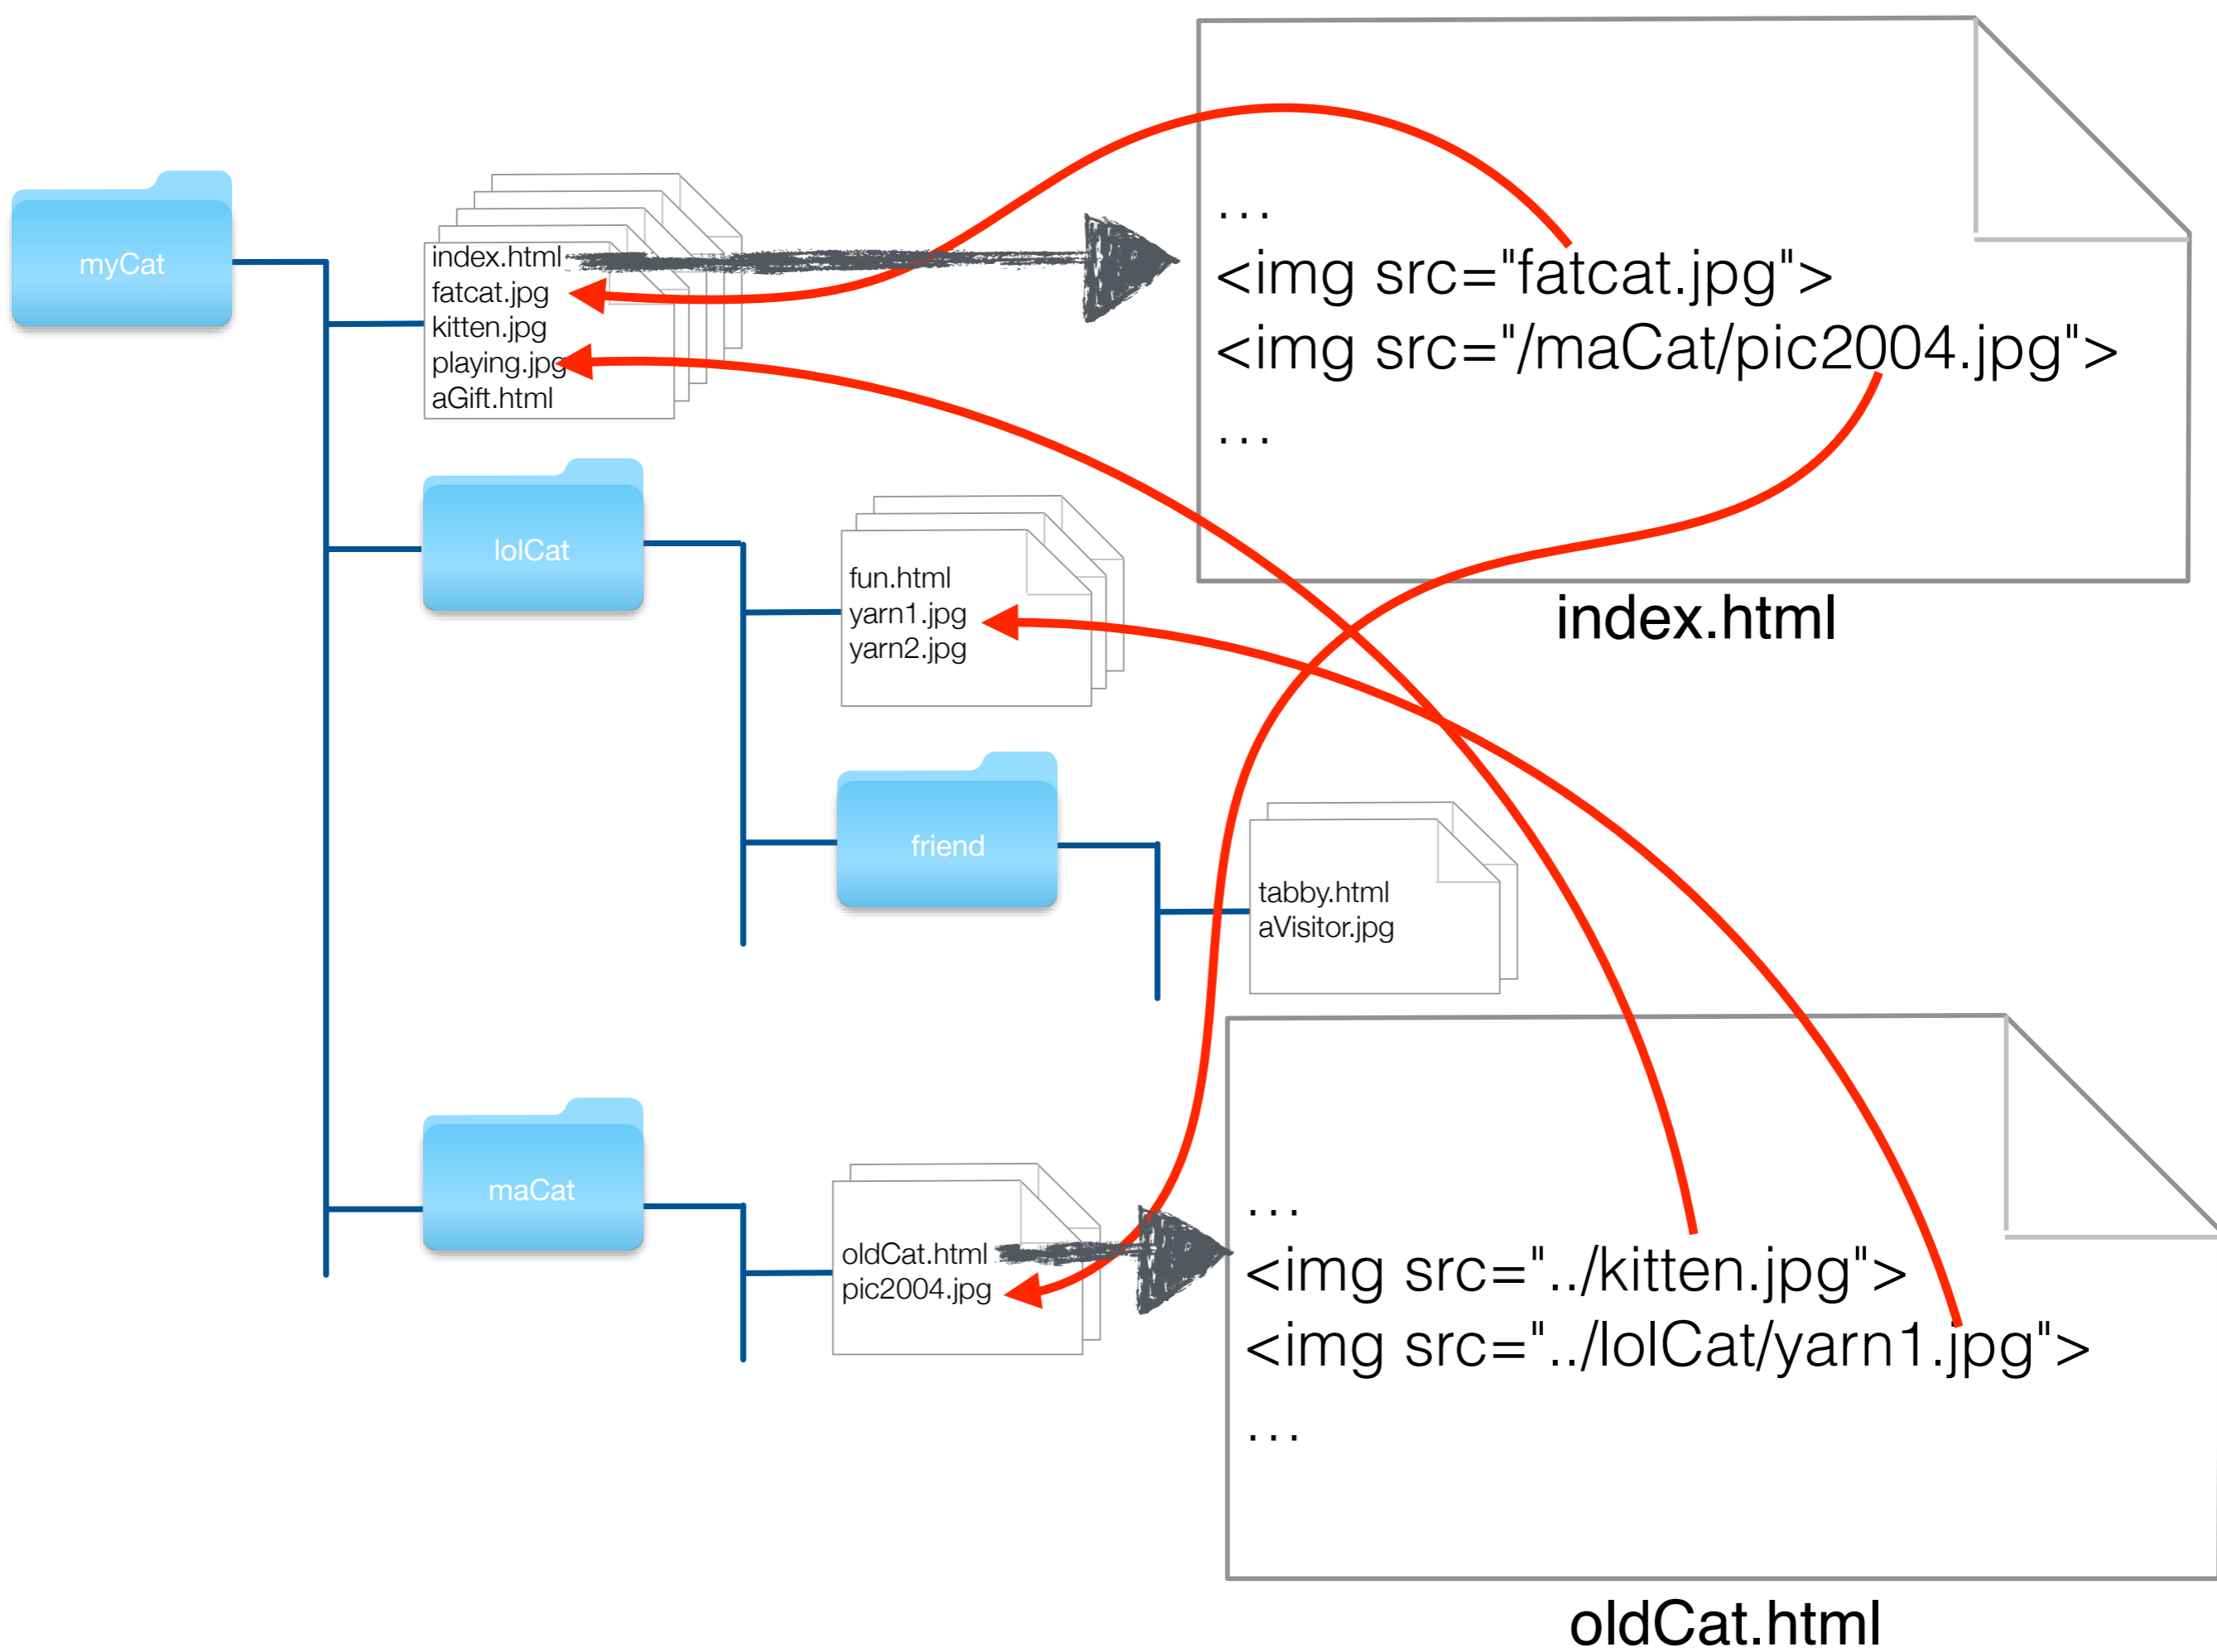 myCat
index.html
fatcat.jpg
kitten.jpg
playing.jpg
aGift.html
...
<img src="fatcat.jpg">
<img src="/maCat/pic2004.jpg">
...
index.html
lolCat
fun.html
yarn1.jpg
yarn2.jpg
friend
tabby.html
aVisitor.jpg
maCat
oldCat.html
pic2004.jpg
...
<img src="../kitten.jpg">
<img src="../lolCat/yarn1.jpg">
...
oldCat.html